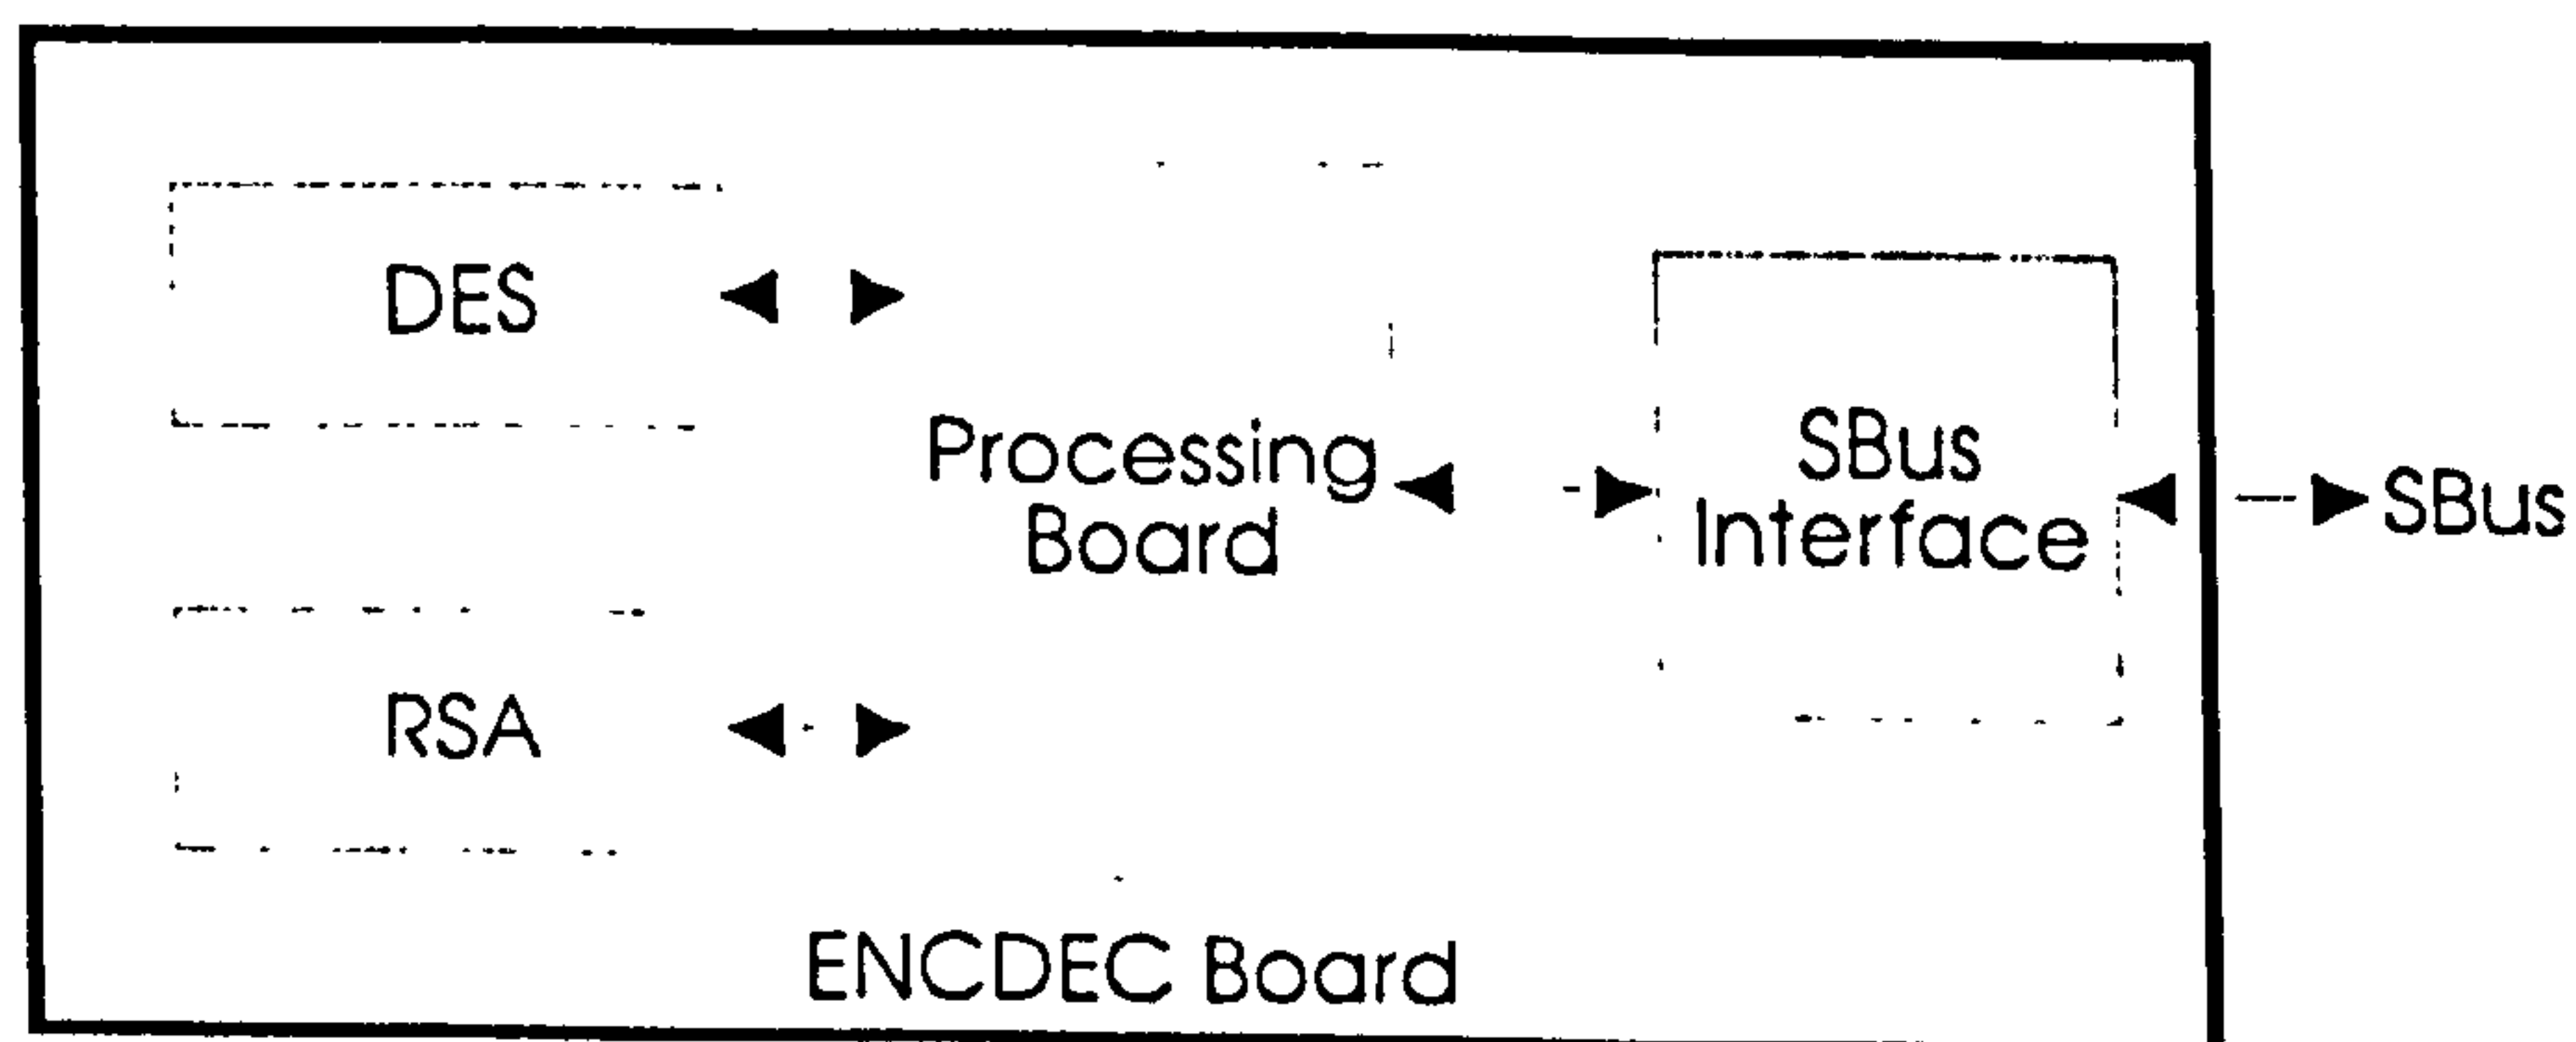 DES
Processing
Board
SBus
Interface
SBus
RSA
ENCDEC Board